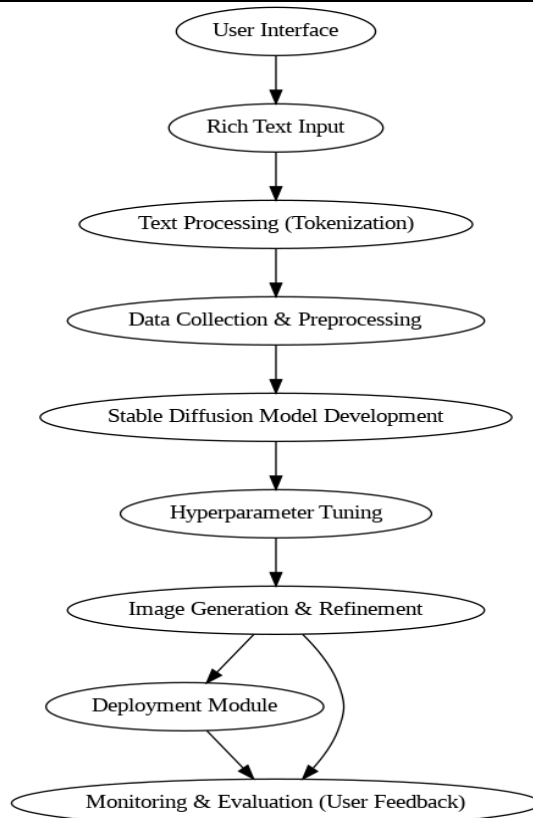 User Interface
Rich Text Input
Text Processing (Tokenization)
Data Collection & Preprocessing
Stable Diffusion Model Development
Hyperparameter Tuning
Image Generation & Refinement
Deployment Module
Monitoring & Evaluation (User Feedback)